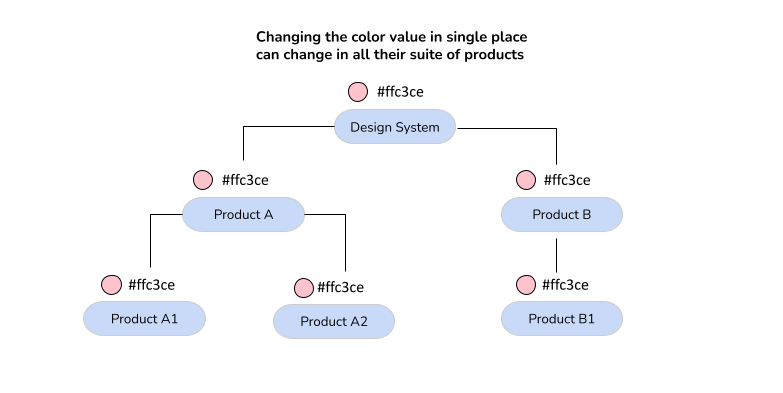 Changing the color value in single place
can change in all their suite of products
#ffc3ce
Design System
#ffc3ce
#ffc3ce
Product A
Product B
#ffc3ce
#ffc3ce
#ffc3ce
Product A1
Product A2
Product B1